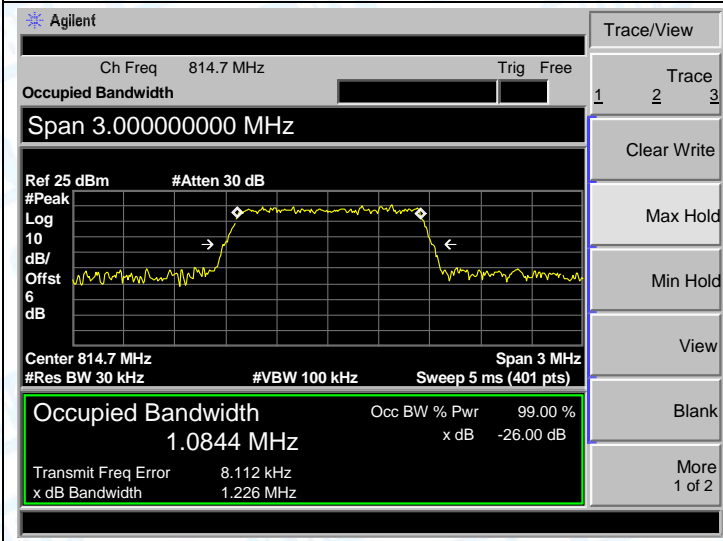 Agilent
Trace/View
Ch Freq 814.7 MHz Trig Free
Occupied Bandwidth
Trace
1 2 3
Span 3.000000000 MHz
Clear Write
Ref 25 dBm #Atten 30 dB
#Peak
Log
10
dB/
Offst
6
dB
Max Hold
Min Hold
View
Center 814.7 MHz Span 3 MHz
#Res BW 30 kHz #VBW 100 kHz Sweep 5 ms (401 pts)
Occupied Bandwidth Occ BW % Pwr 99.00 %
1.0844 MHz x dB -26.00 dB
Blank
Transmit Freq Error 8.112 kHz
x dB Bandwidth 1.226 MHz
More
1 of 2